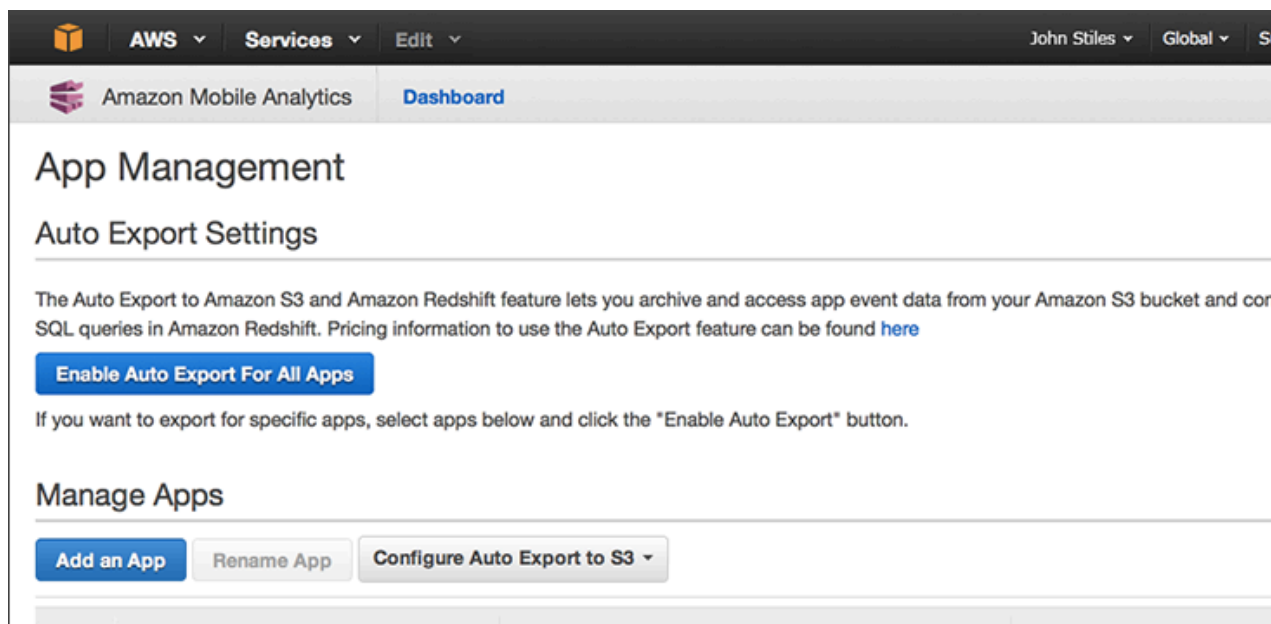 AWS Services Edit John Stiles Global
Amazon Mobile Analytics Dashboard
App Management
Auto Export Settings
The Auto Export to Amazon S3 and Amazon Redshift feature lets you archive and access app event data from your Amazon S3 bucket and
SQL queries in Amazon Redshift. Pricing information to use the Auto Export feature can be found here
Enable Auto Export For All Apps
If you want to export for specific apps, select apps below and click the "Enable Auto Export" button.
Manage Apps
Add an App Rename App Configure Auto Export to S3